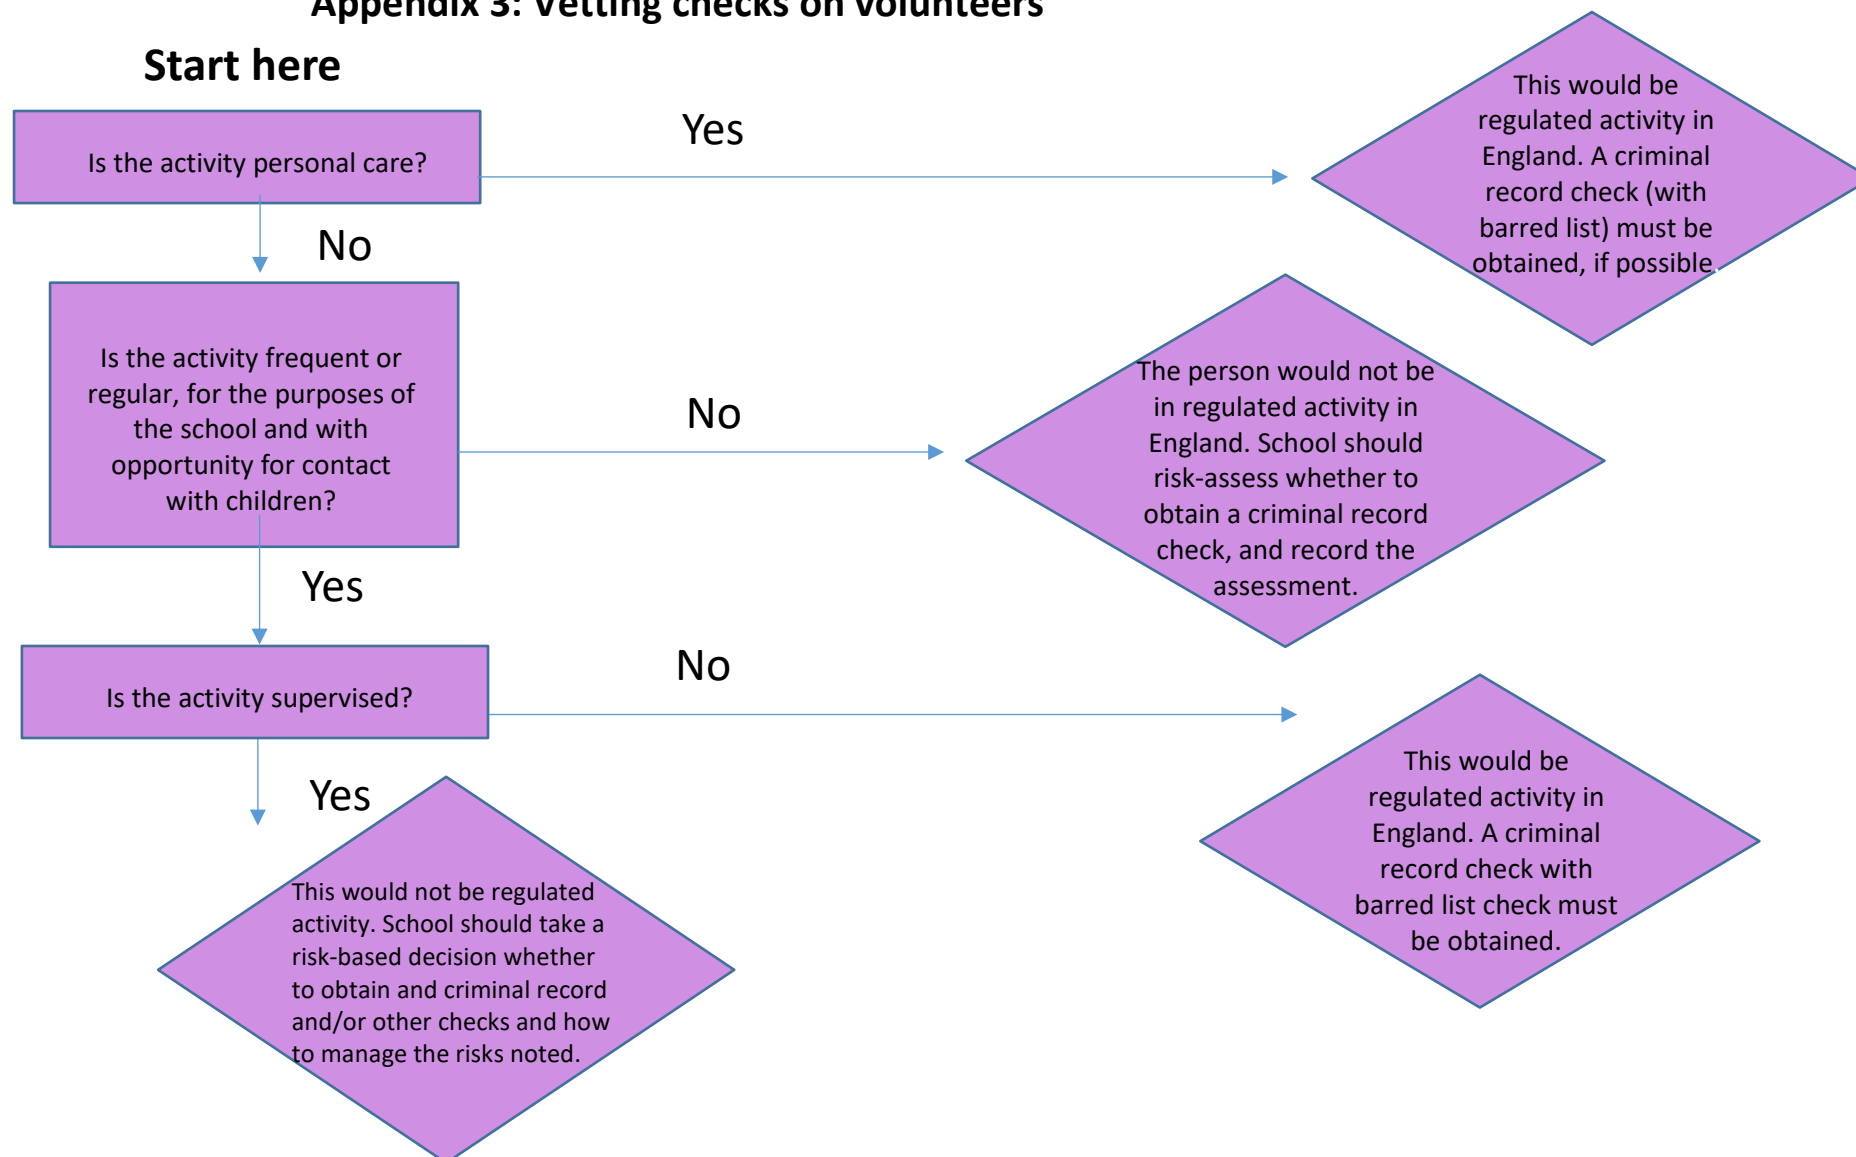 Appendix 3: Vetting checks on volunteers
Start here
Is the activity personal care?
Yes
This would be
regulated activity in
England. A criminal
record check (with
barred list) must be
obtained, if possible.
No
Is the activity frequent or
regular, for the purposes of
the school and with
opportunity for contact
with children?
No
The person would not be
in regulated activity in
England. School should
risk-assess whether to
obtain a criminal record
check, and record the
assessment.
Yes
Is the activity supervised?
No
This would be
regulated activity in
England. A criminal
record check with
barred list check must
be obtained.
Yes
This would not be regulated
activity. School should take a
risk-based decision whether
to obtain and criminal record
and/or other checks and how
to manage the risks noted.